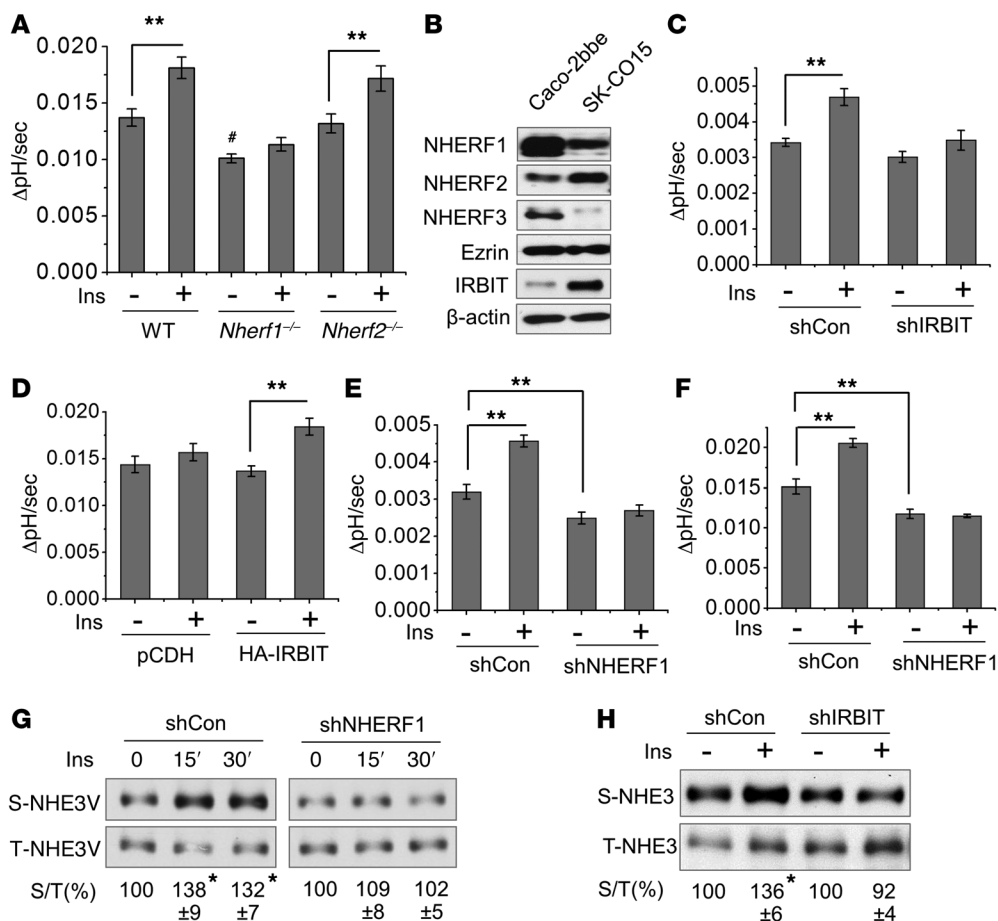 A
**
**
#
0.020
0.015
0.010
0.005
0.000
ΔpH/sec
Ins - + - + - +
WT Nherf1–/– Nherf2–/–
B
Caco-2bbe
SK-CO15
NHERF1
NHERF2
NHERF3
Ezrin
IRBIT
β-actin
C
**
0.005
0.004
0.003
0.002
0.001
0.000
ΔpH/sec
Ins - + - +
shCon shIRBIT
D
**
0.020
0.015
0.010
0.005
0.000
ΔpH/sec
Ins - + - +
pCDH HA-IRBIT
E
**
**
0.005
0.004
0.003
0.002
0.001
0.000
ΔpH/sec
Ins - + - +
shCon shNHERF1
F
**
**
0.020
0.015
0.010
0.005
0.000
ΔpH/sec
Ins - + - +
shCon shNHERF1
G
shCon shNHERF1
Ins 0 15′ 30′ 0 15′ 30′
S-NHE3V
T-NHE3V
S/T(%) 100 138* 132* 100 109 102
±9 ±7 ±8 ±5
H
shCon shIRBIT
Ins - + - +
S-NHE3
T-NHE3
S/T(%) 100 136* 100 92
±6 ±4